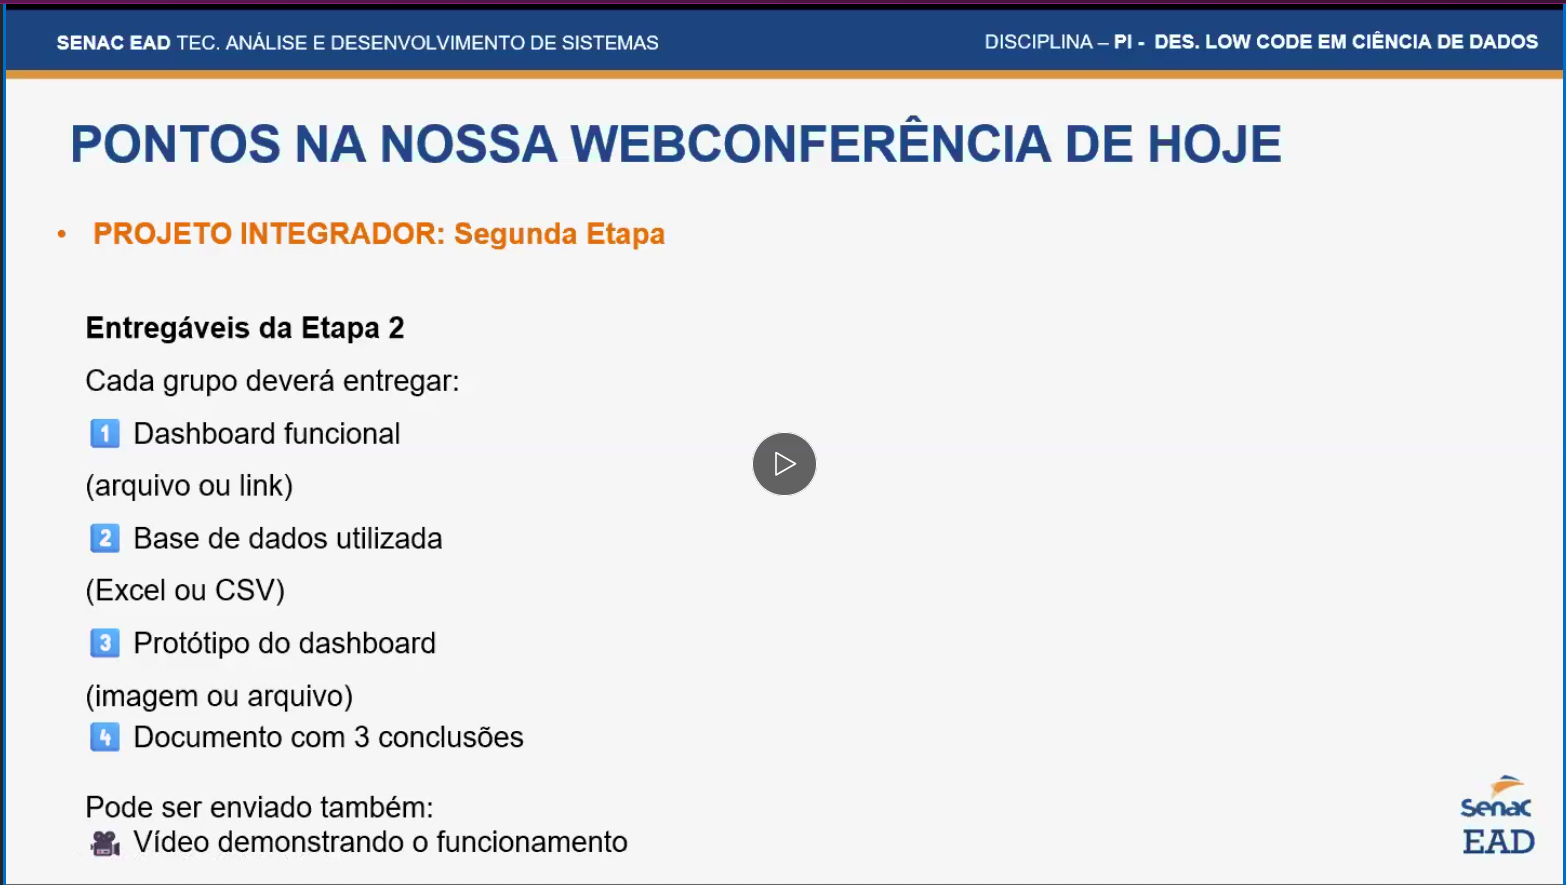 SENAC EAD TEC. ANÁLISE E DESENVOLVIMENTO DE SISTEMAS
DISCIPLINA – PI - DES. LOW CODE EM CIÊNCIA DE DADOS
PONTOS NA NOSSA WEBCONFERÊNCIA DE HOJE
• PROJETO INTEGRADOR: Segunda Etapa
Entregáveis da Etapa 2
Cada grupo deverá entregar:
1️⃣ Dashboard funcional
(arquivo ou link)
2️⃣ Base de dados utilizada
(Excel ou CSV)
3️⃣ Protótipo do dashboard
(imagem ou arquivo)
4️⃣ Documento com 3 conclusões
Pode ser enviado também:
🎥 Vídeo demonstrando o funcionamento
Senac
EAD